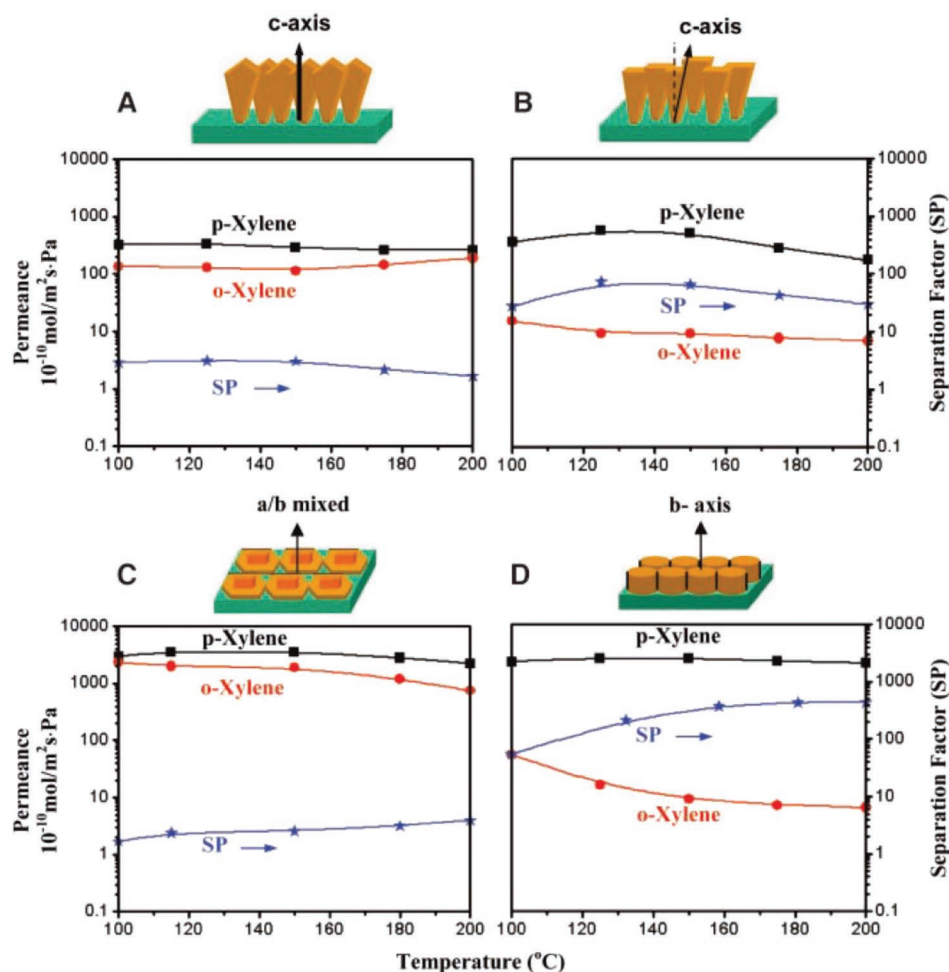 c-axis
A
10000
1000
100
10
1
0.1
p-Xylene
o-Xylene
SP
100 120 140 160 180 200
Permeance
10⁻¹⁰mol/m²s·Pa
c-axis
B
10000
1000
100
10
1
0.1
p-Xylene
SP
o-Xylene
100 120 140 160 180 200
Separation Factor (SP)
a/b mixed
C
10000
1000
100
10
1
0.1
p-Xylene
o-Xylene
SP
100 120 140 160 180 200
Permeance
10⁻¹⁰mol/m²s·Pa
b- axis
D
10000
1000
100
10
1
0.1
p-Xylene
SP
o-Xylene
100 120 140 160 180 200
Separation Factor (SP)
Temperature (°C)